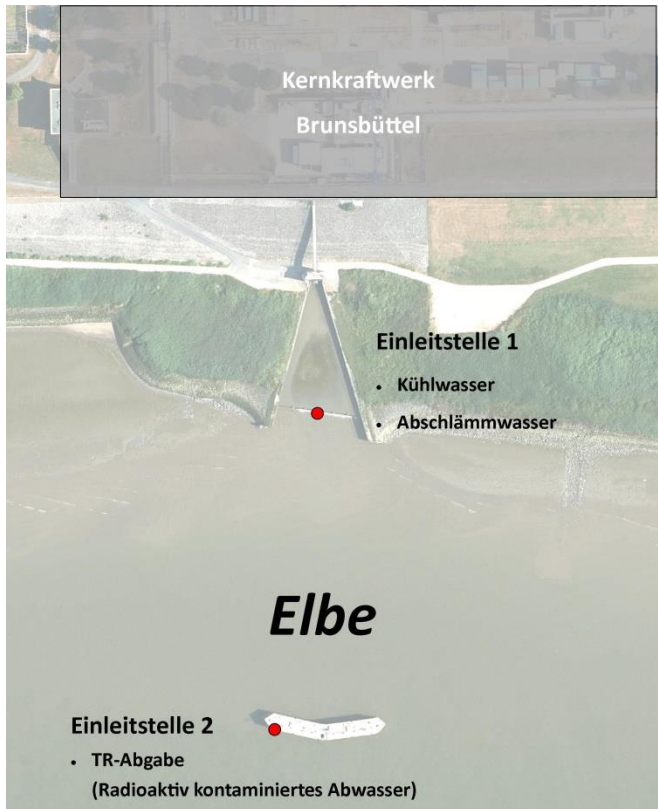 Kernkraftwerk
Brunsbüttel
Einleitstelle 1
• Kühlwasser
• Abschlämmwasser
Elbe
Einleitstelle 2
• TR-Abgabe
(Radioaktiv kontaminiertes Abwasser)